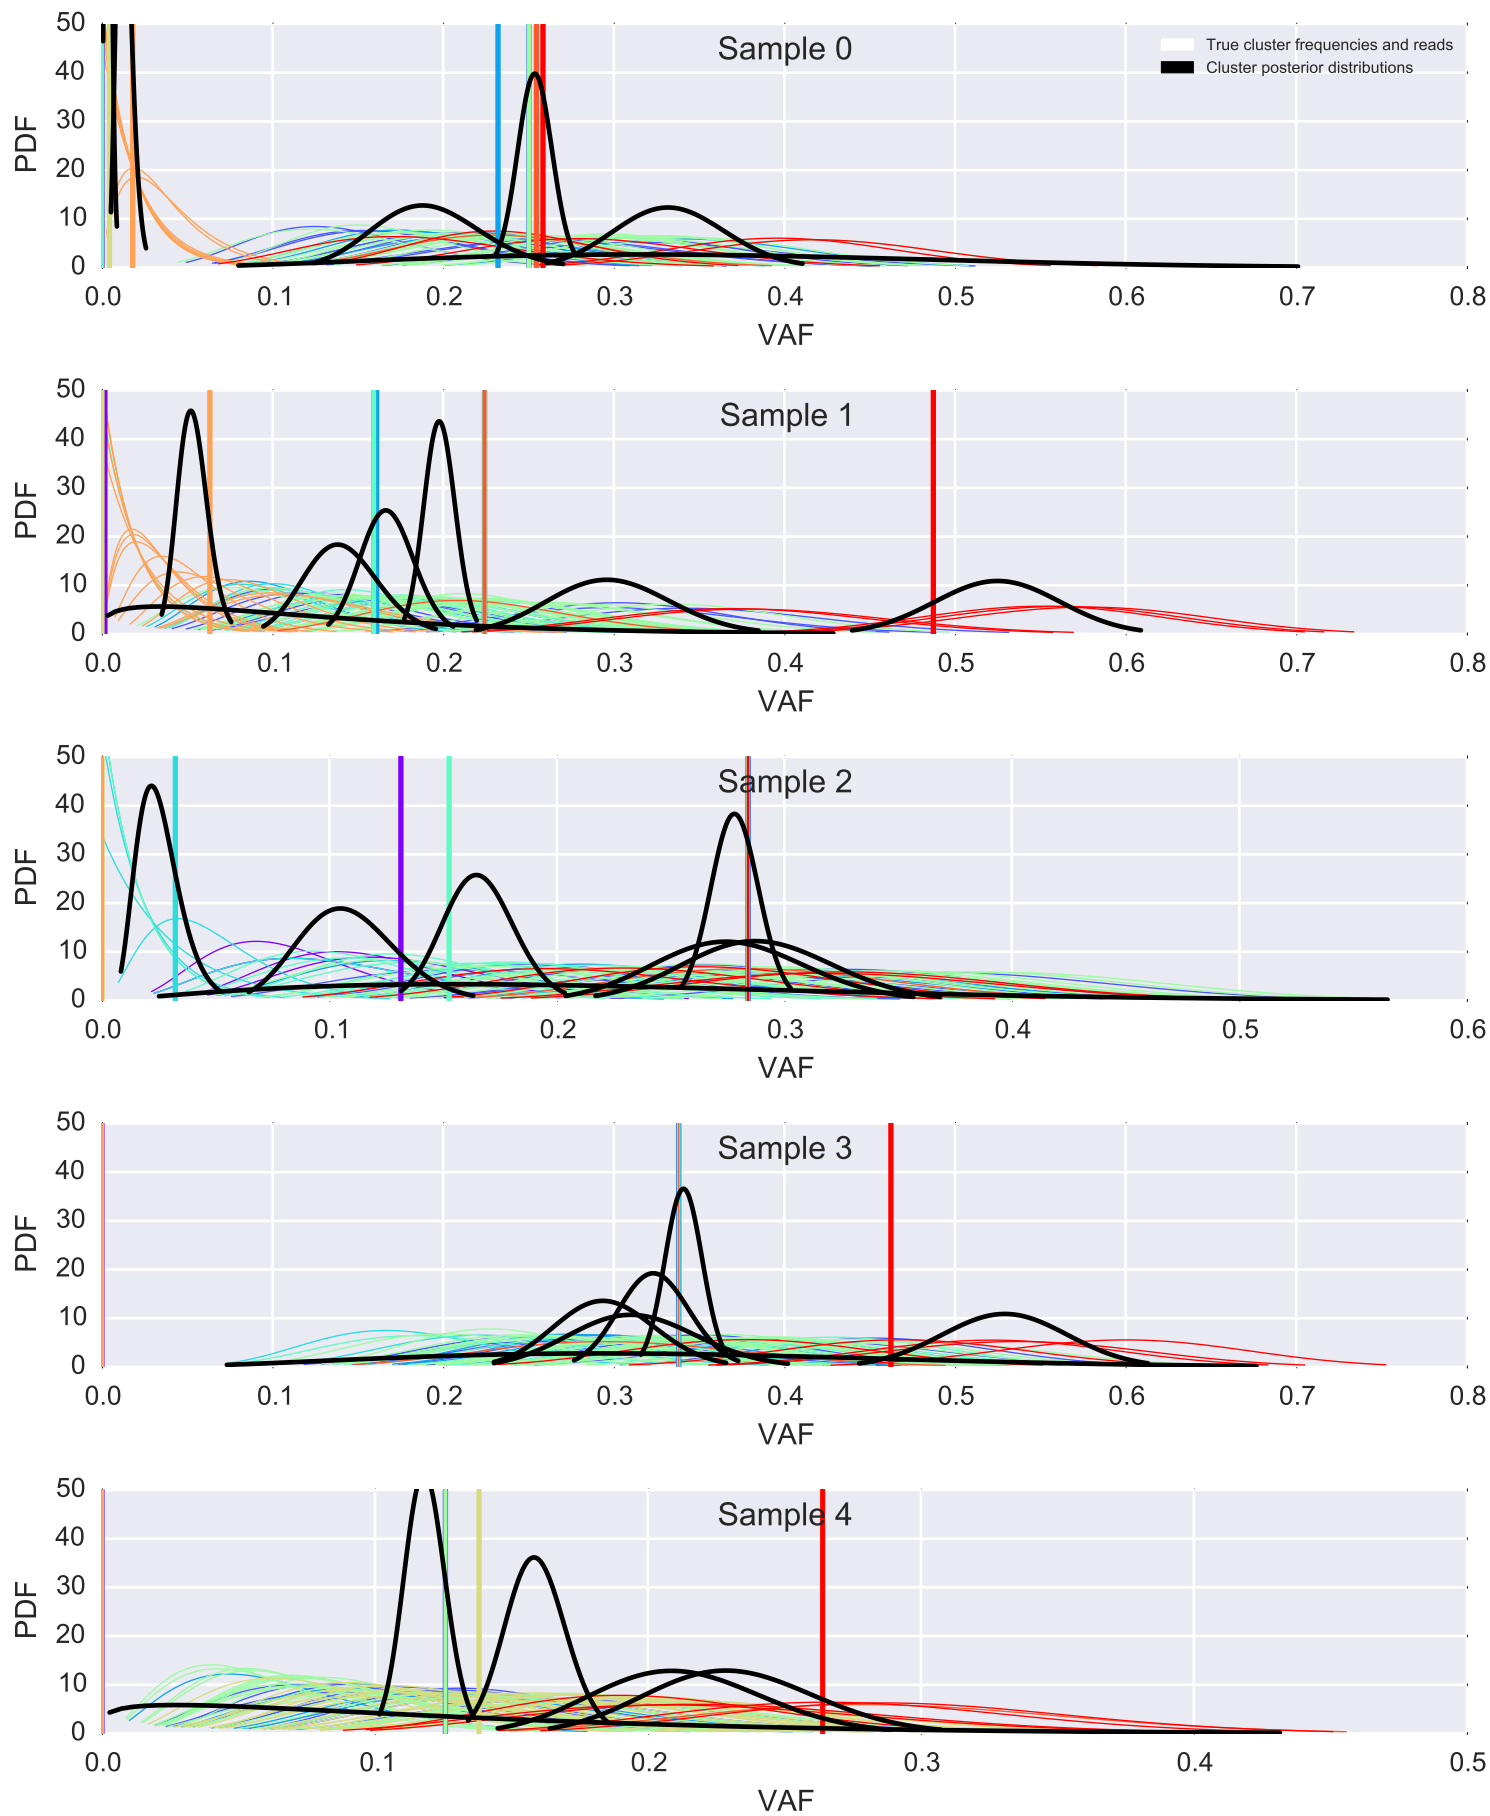 50
Sample 0
True cluster frequencies and reads
40
Cluster posterior distributions
PDF
30
20
10
0
0.0 0.1 0.2 0.3 0.4 0.5 0.6 0.7 0.8
VAF
50
Sample 1
40
PDF
30
20
10
0
0.0 0.1 0.2 0.3 0.4 0.5 0.6 0.7 0.8
VAF
50
Sample 2
40
PDF
30
20
10
0
0.0 0.1 0.2 0.3 0.4 0.5 0.6
VAF
50
Sample 3
40
PDF
30
20
10
0
0.0 0.1 0.2 0.3 0.4 0.5 0.6 0.7 0.8
VAF
50
Sample 4
40
PDF
30
20
10
0
0.0 0.1 0.2 0.3 0.4 0.5
VAF